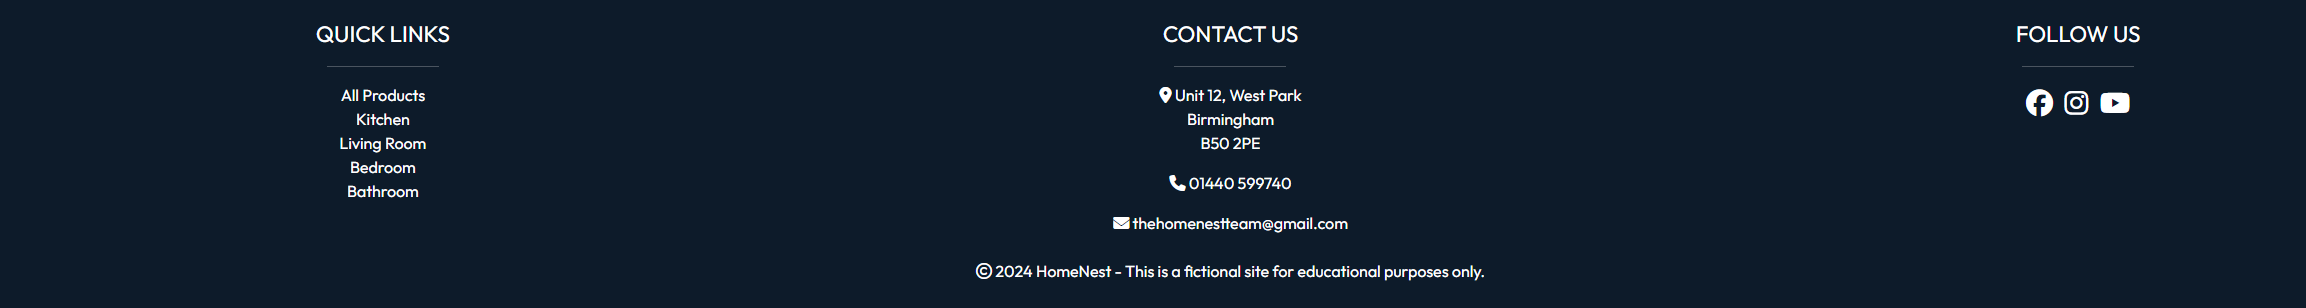 QUICK LINKS
All Products
Kitchen
Living Room
Bedroom
Bathroom
CONTACT US
Unit 12, West Park
Birmingham
B50 2PE
01440 599740
thehomenestteam@gmail.com
FOLLOW US
© 2024 HomeNest - This is a fictional site for educational purposes only.